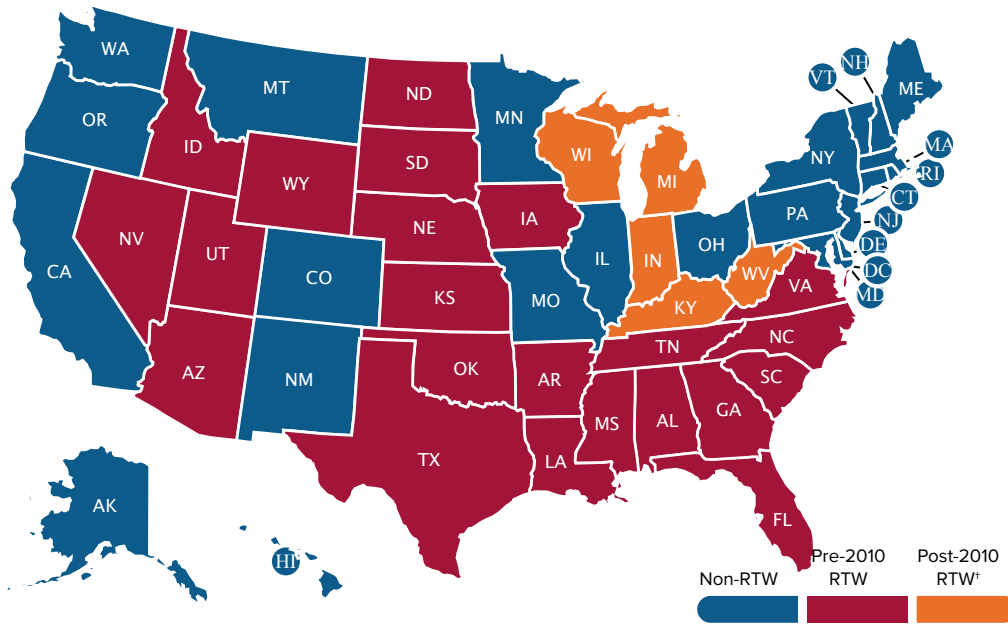 WA
MT
ND
MN
VT
NH
ME
OR
ID
SD
WI
MI
NY
MA
RI
WY
CT
NE
IA
PA
NJ
NV
UT
CO
KS
IL
IN
OH
WV
DE
DC
MD
CA
MO
KY
VA
AZ
NM
OK
AR
TN
NC
SC
MS
AL
GA
TX
LA
FL
AK
HI
Non-RTW
Pre-2010
RTW
Post-2010
RTW†